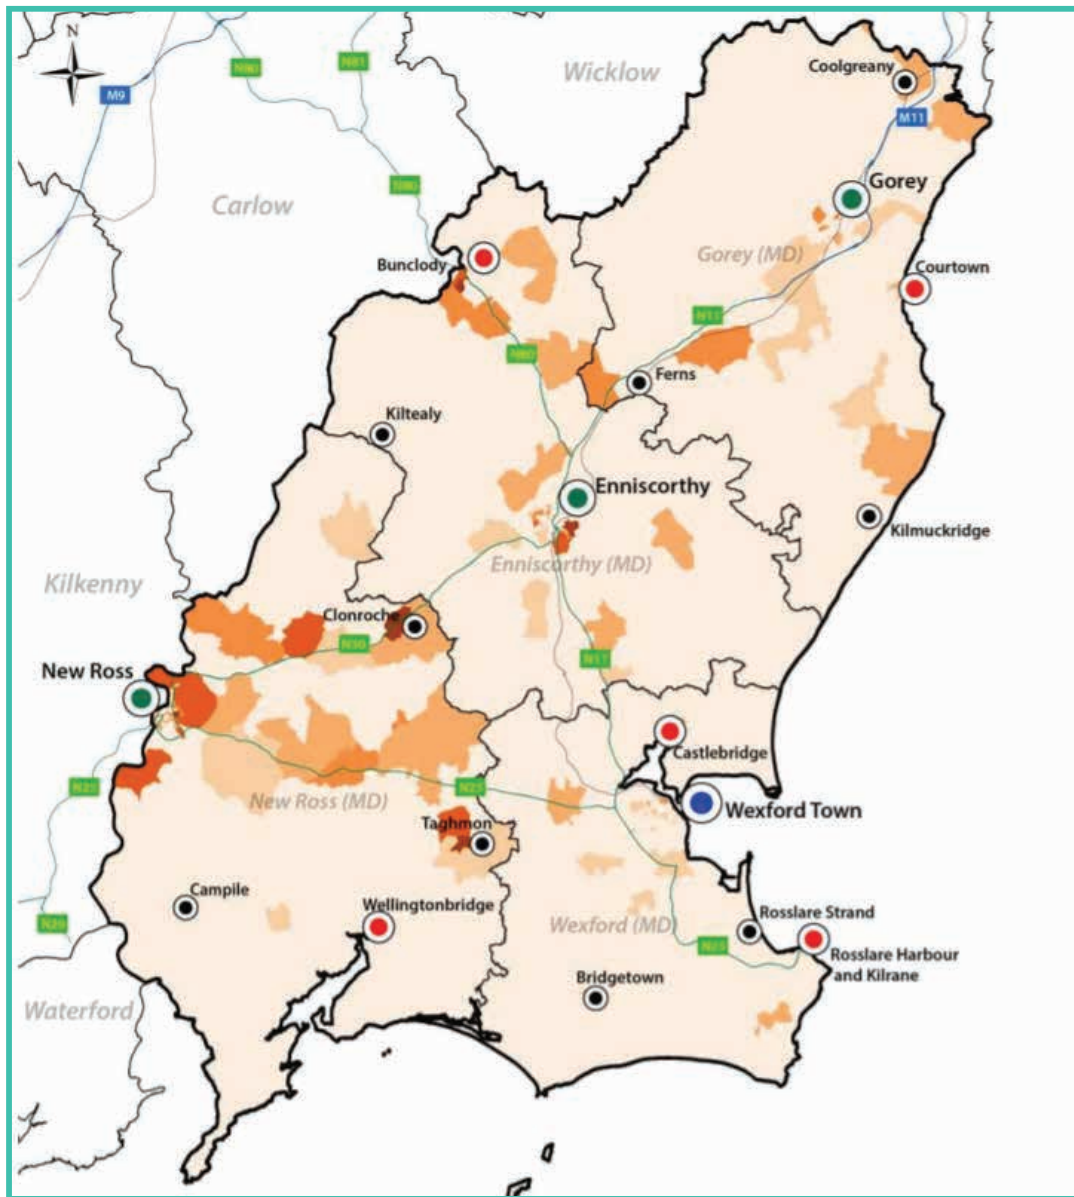 N
Wicklow
Coolgreany
N80
N81
M9
M11
Gorey
N80
Carlow
Gorey (MD)
Bunclody
Courtown
N11
N80
Ferns
Kiltealy
Enniscorthy
Kilmuckridge
Enniscorthy (MD)
Kilkenny
Clonroche
N30
N11
New Ross
Castlebridge
N25
N25
New Ross (MD)
Wexford Town
Taghmon
Campile
Wellingtonbridge
Rosslare Strand
Wexford (MD)
N25
Rosslare Harbour
and Kilrane
Bridgetown
Waterford